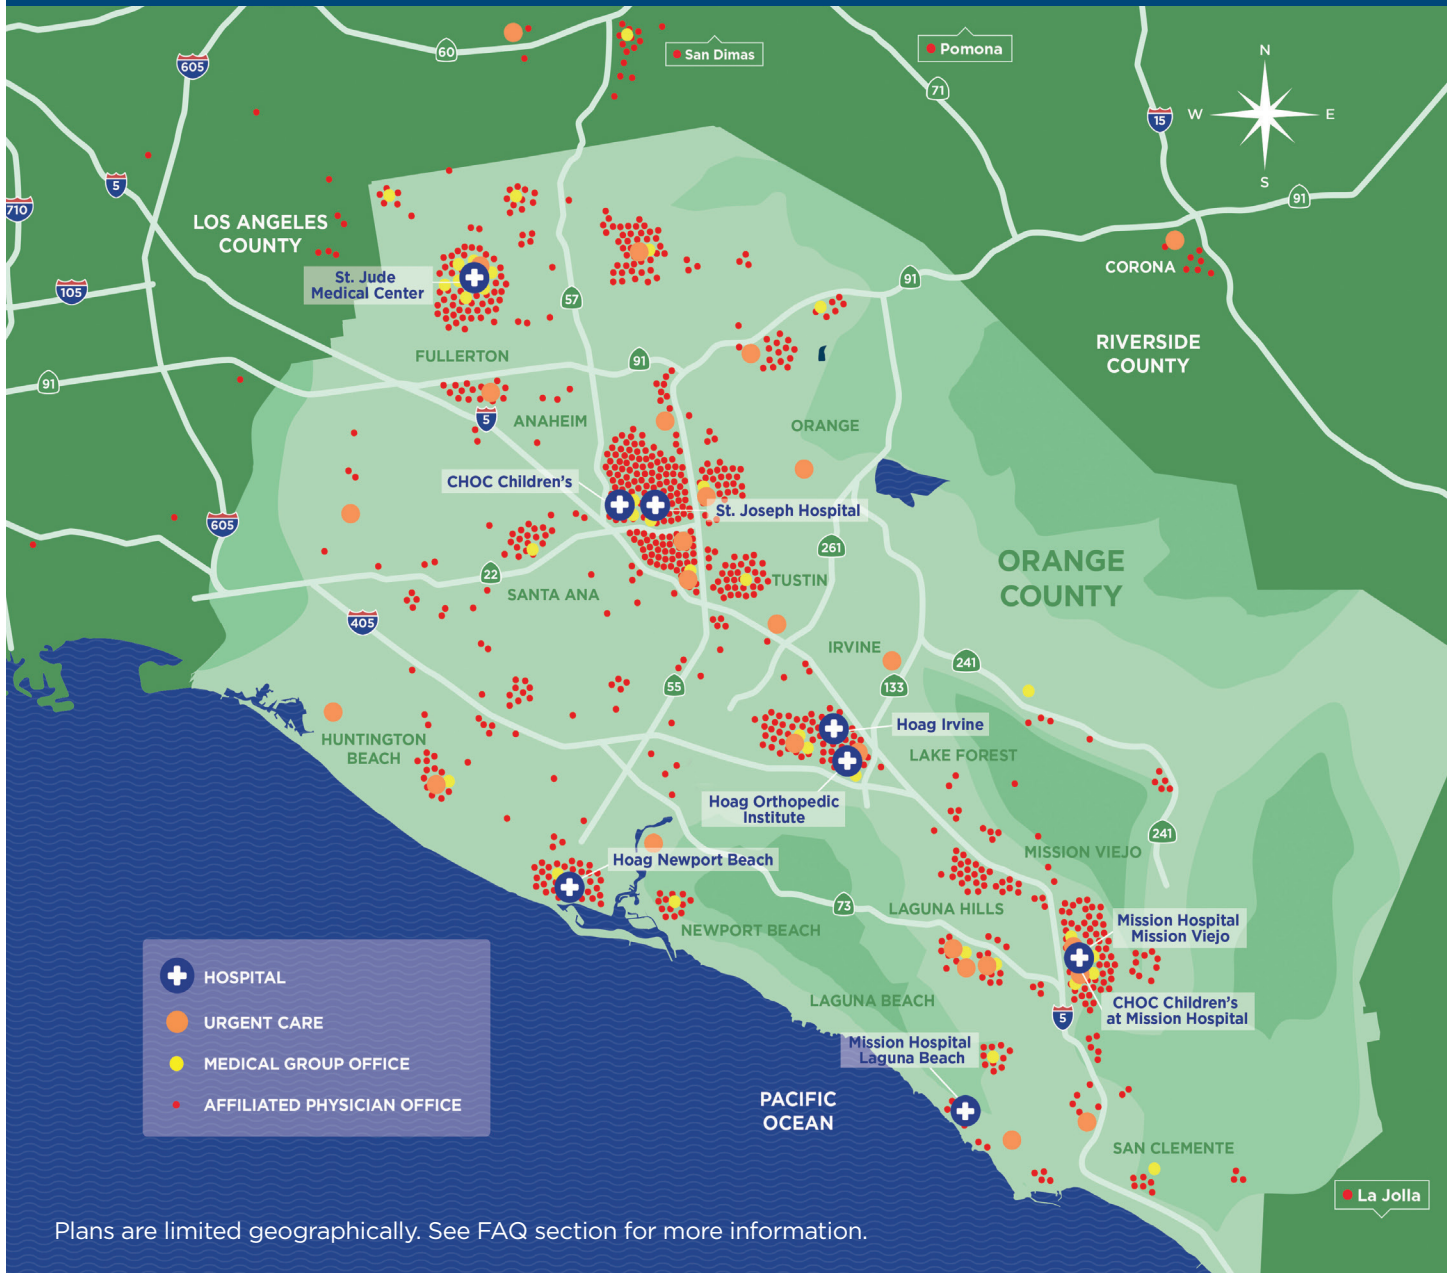 60
605
San Dimas
Pomona
71
15
N
W
E
S
5
710
91
LOS ANGELES
COUNTY
CORONA
St. Jude
Medical Center
105
57
91
RIVERSIDE
COUNTY
FULLERTON
91
91
5
ANAHEIM
ORANGE
CHOC Children's
St. Joseph Hospital
605
261
ORANGE
COUNTY
22
SANTA ANA
TUSTIN
405
IRVINE
241
55
133
Hoag Irvine
HUNTINGTON
BEACH
LAKE FOREST
Hoag Orthopedic
Institute
241
MISSION VIEJO
Hoag Newport Beach
73
LAGUNA HILLS
NEWPORT BEACH
Mission Hospital
Mission Viejo
HOSPITAL
LAGUNA BEACH
CHOC Children's
at Mission Hospital
5
URGENT CARE
Mission Hospital
Laguna Beach
MEDICAL GROUP OFFICE
AFFILIATED PHYSICIAN OFFICE
PACIFIC
OCEAN
SAN CLEMENTE
La Jolla
Plans are limited geographically. See FAQ section for more information.